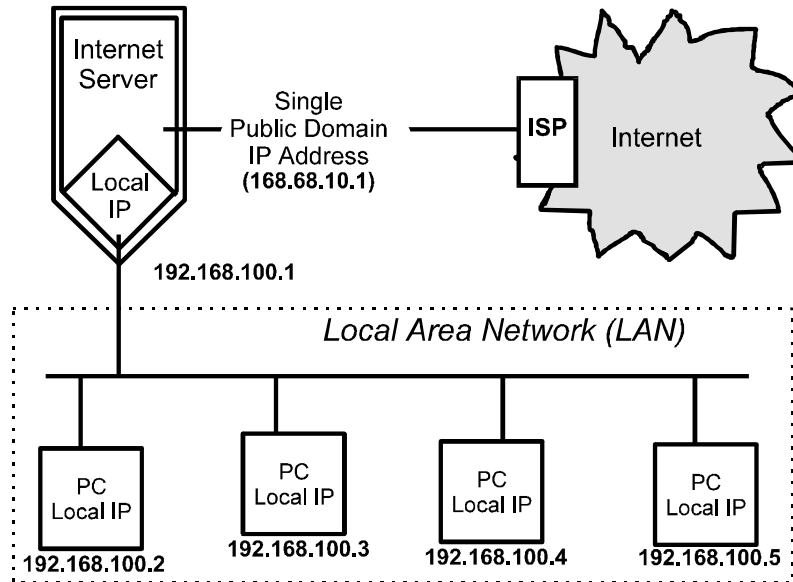 Internet
Server
Local
IP
Single
Public Domain
IP Address
(168.68.10.1)
ISP
Internet
192.168.100.1
Local Area Network (LAN)
PC
Local IP
192.168.100.2
PC
Local IP
192.168.100.3
PC
Local IP
192.168.100.4
PC
Local IP
192.168.100.5